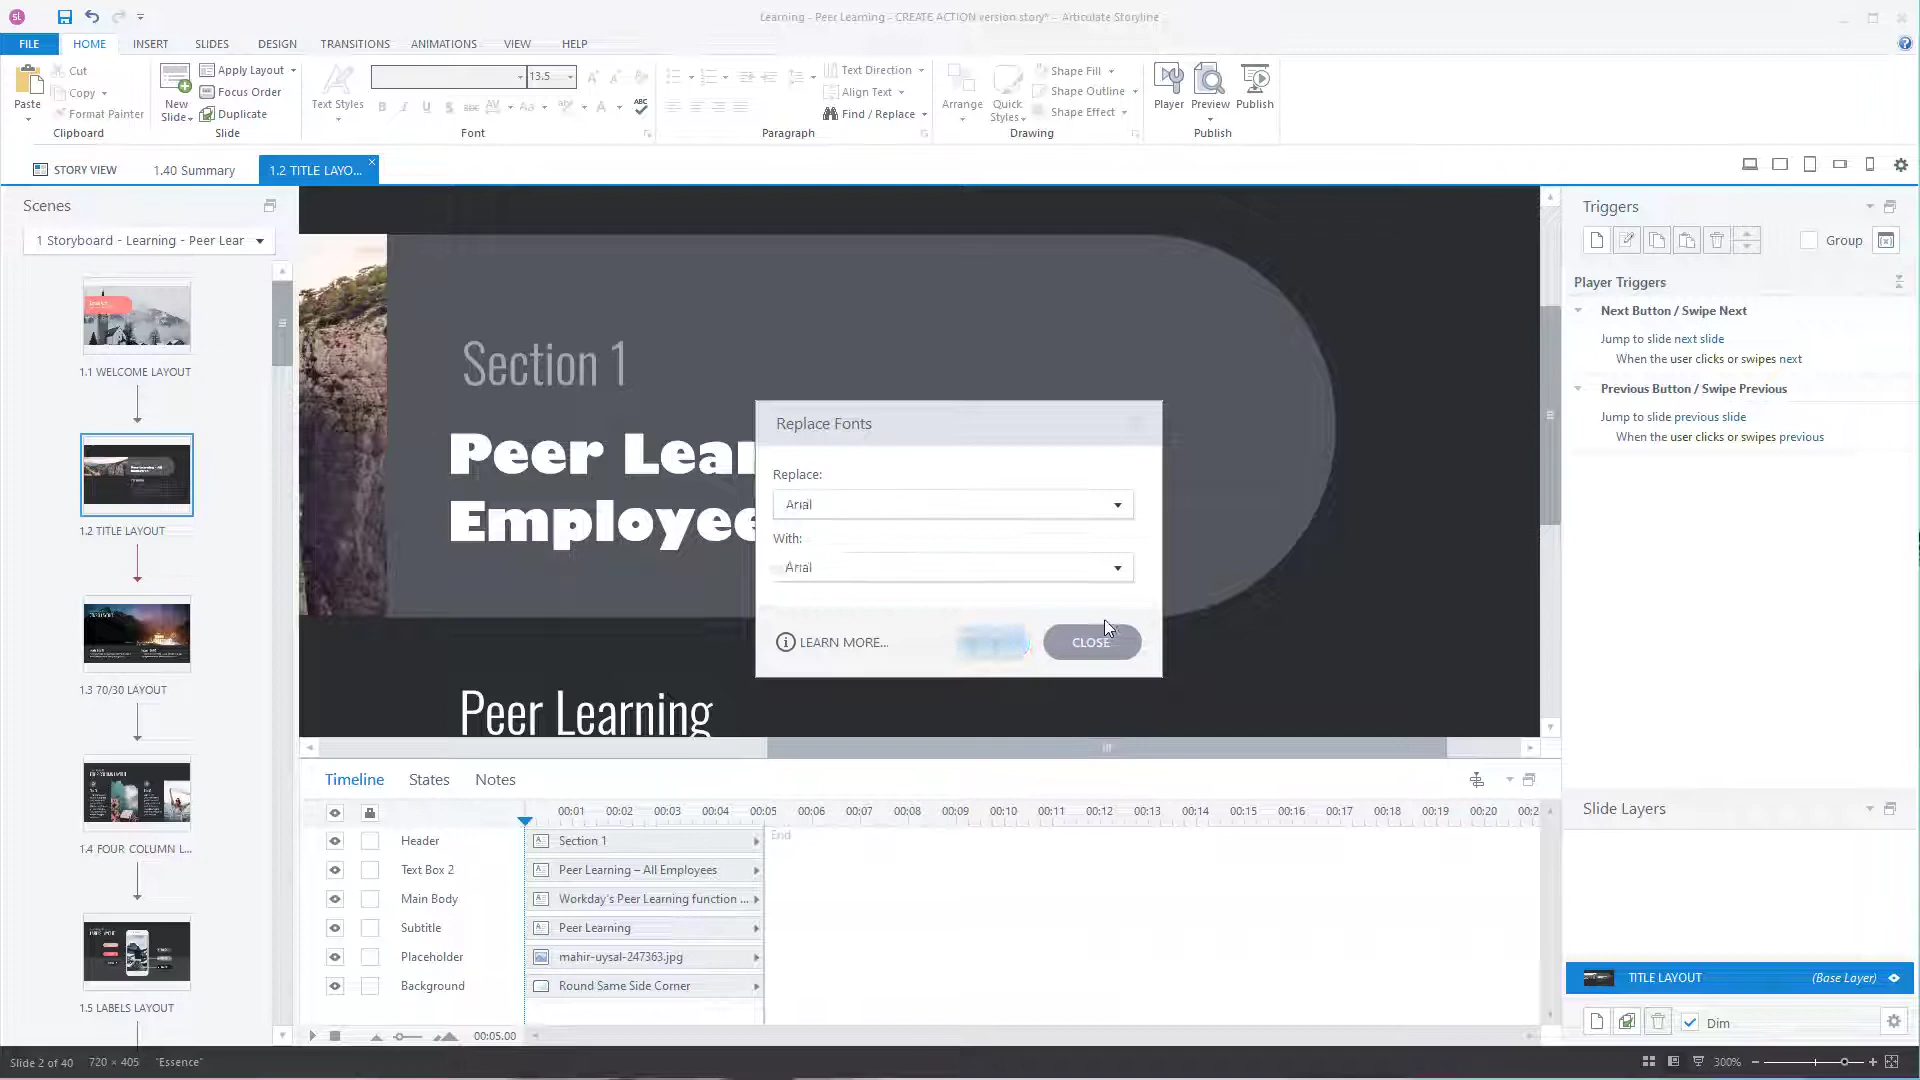 Learning - Peer Learning - CREATE ACTION version.story* - Articulate Storyline
FILE HOME INSERT SLIDES DESIGN TRANSITIONS ANIMATIONS VIEW HELP
Paste
Cut
Copy
Format Painter
Clipboard
New Slide
Apply Layout
Focus Order
Duplicate
Slide
Text Styles
13.5
Font
Text Direction
Align Text
Find / Replace
Paragraph
Arrange
Quick Styles
Shape Fill
Shape Outline
Shape Effect
Drawing
Player
Preview
Publish
Publish
STORY VIEW
1.40 Summary
1.2 TITLE LAYO...
Scenes
1 Storyboard - Learning - Peer Lear
1.1 WELCOME LAYOUT
1.2 TITLE LAYOUT
1.3 70/30 LAYOUT
1.4 FOUR COLUMN L...
1.5 LABELS LAYOUT
Section 1
Peer Lear
Employee
Peer Learning
Replace Fonts
Replace:
Arial
With:
Arial
LEARN MORE...
CLOSE
Timeline States Notes
00:01 00:02 00:03 00:04 00:05 00:06 00:07 00:08 00:09 00:10 00:11 00:12 00:13 00:14 00:15 00:16 00:17 00:18 00:19 00:20 00:2
End
Header Section 1
Text Box 2 Peer Learning – All Employees
Main Body Workday's Peer Learning function ...
Subtitle Peer Learning
Placeholder mahir-uysal-247363.jpg
Background Round Same Side Corner
00:05.00
Triggers
Group
Player Triggers
Next Button / Swipe Next
Jump to slide next slide
When the user clicks or swipes next
Previous Button / Swipe Previous
Jump to slide previous slide
When the user clicks or swipes previous
Slide Layers
TITLE LAYOUT (Base Layer)
Dim
Slide 2 of 40 720 × 405 "Essence"
300%